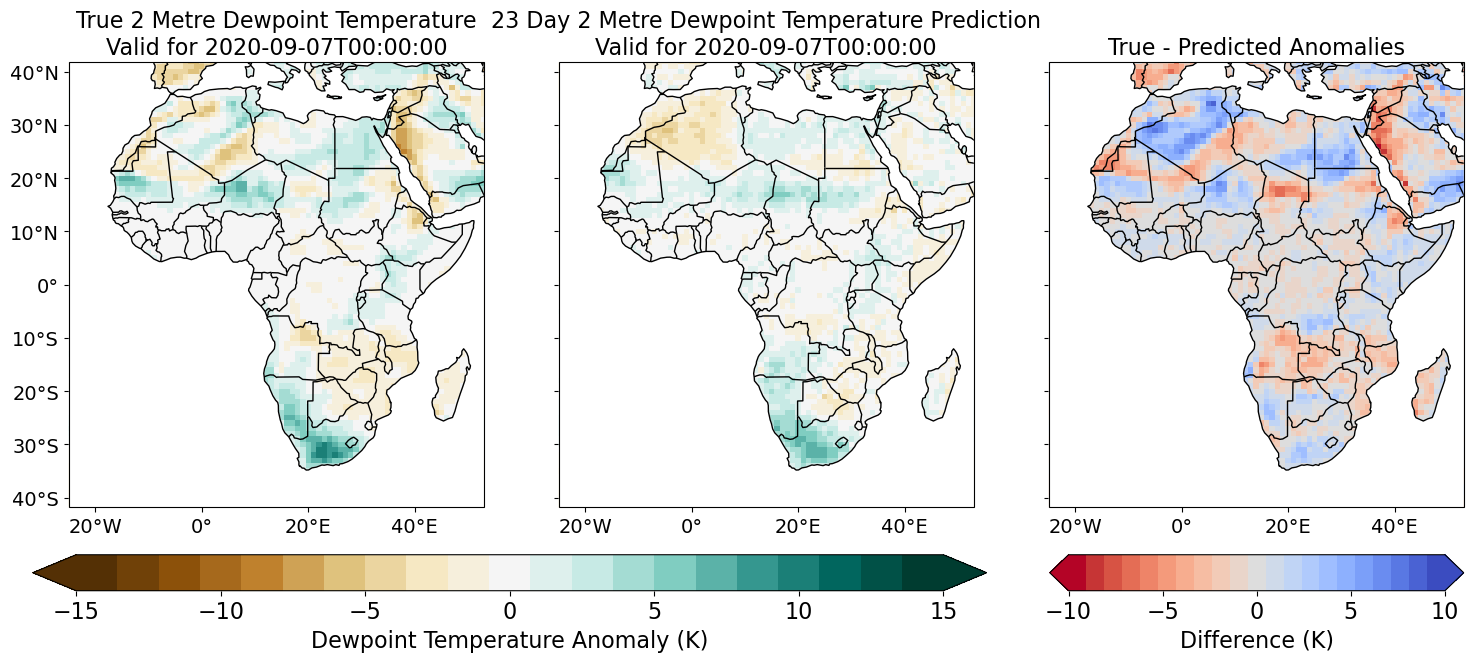 True 2 Metre Dewpoint Temperature
Valid for 2020-09-07T00:00:00
23 Day 2 Metre Dewpoint Temperature Prediction
Valid for 2020-09-07T00:00:00
True - Predicted Anomalies
40°N
30°N
20°N
10°N
0°
10°S
20°S
30°S
40°S
20°W 0° 20°E 40°E
20°W 0° 20°E 40°E
20°W 0° 20°E 40°E
−15 −10 −5 0 5 10 15
Dewpoint Temperature Anomaly (K)
−10 −5 0 5 10
Difference (K)